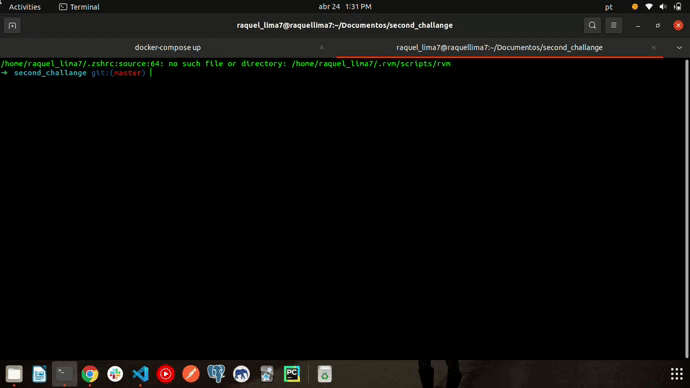 Activities
Terminal
abr 24 1:31 PM
pt
raquel_lima7@raquellima7:~/Documentos/second_challange
docker-compose up
raquel_lima7@raquellima7:~/Documentos/second_challange
/home/raquel_lima7/.zshrc:source:64: no such file or directory: /home/raquel_lima7/.rvm/scripts/rvm
➜ second_challange git:(master)
PC